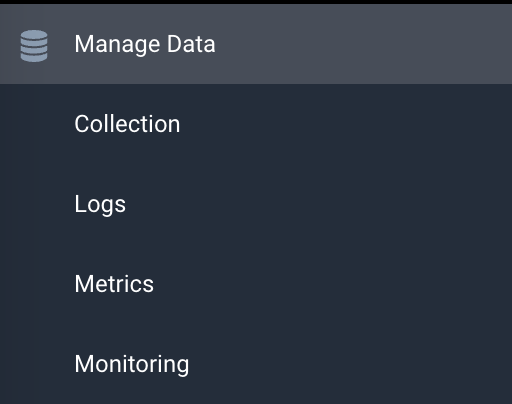 Manage Data
Collection
Logs
Metrics
Monitoring